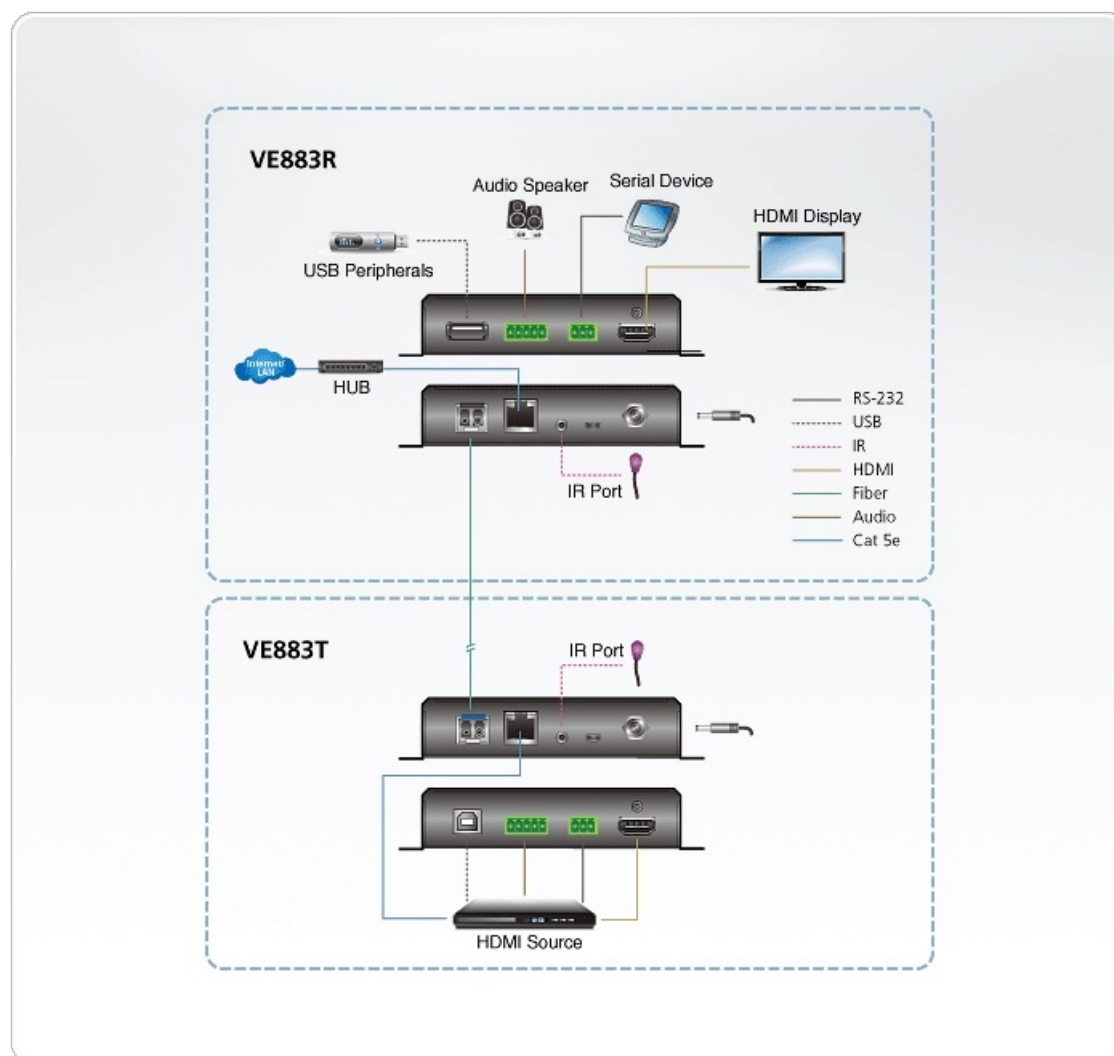 VE883R
Audio Speaker
Serial Device
HDMI Display
USB Peripherals
Internet/
LAN
HUB
IR Port
RS-232
USB
IR
HDMI
Fiber
Audio
Cat 5e
VE883T
IR Port
HDMI Source